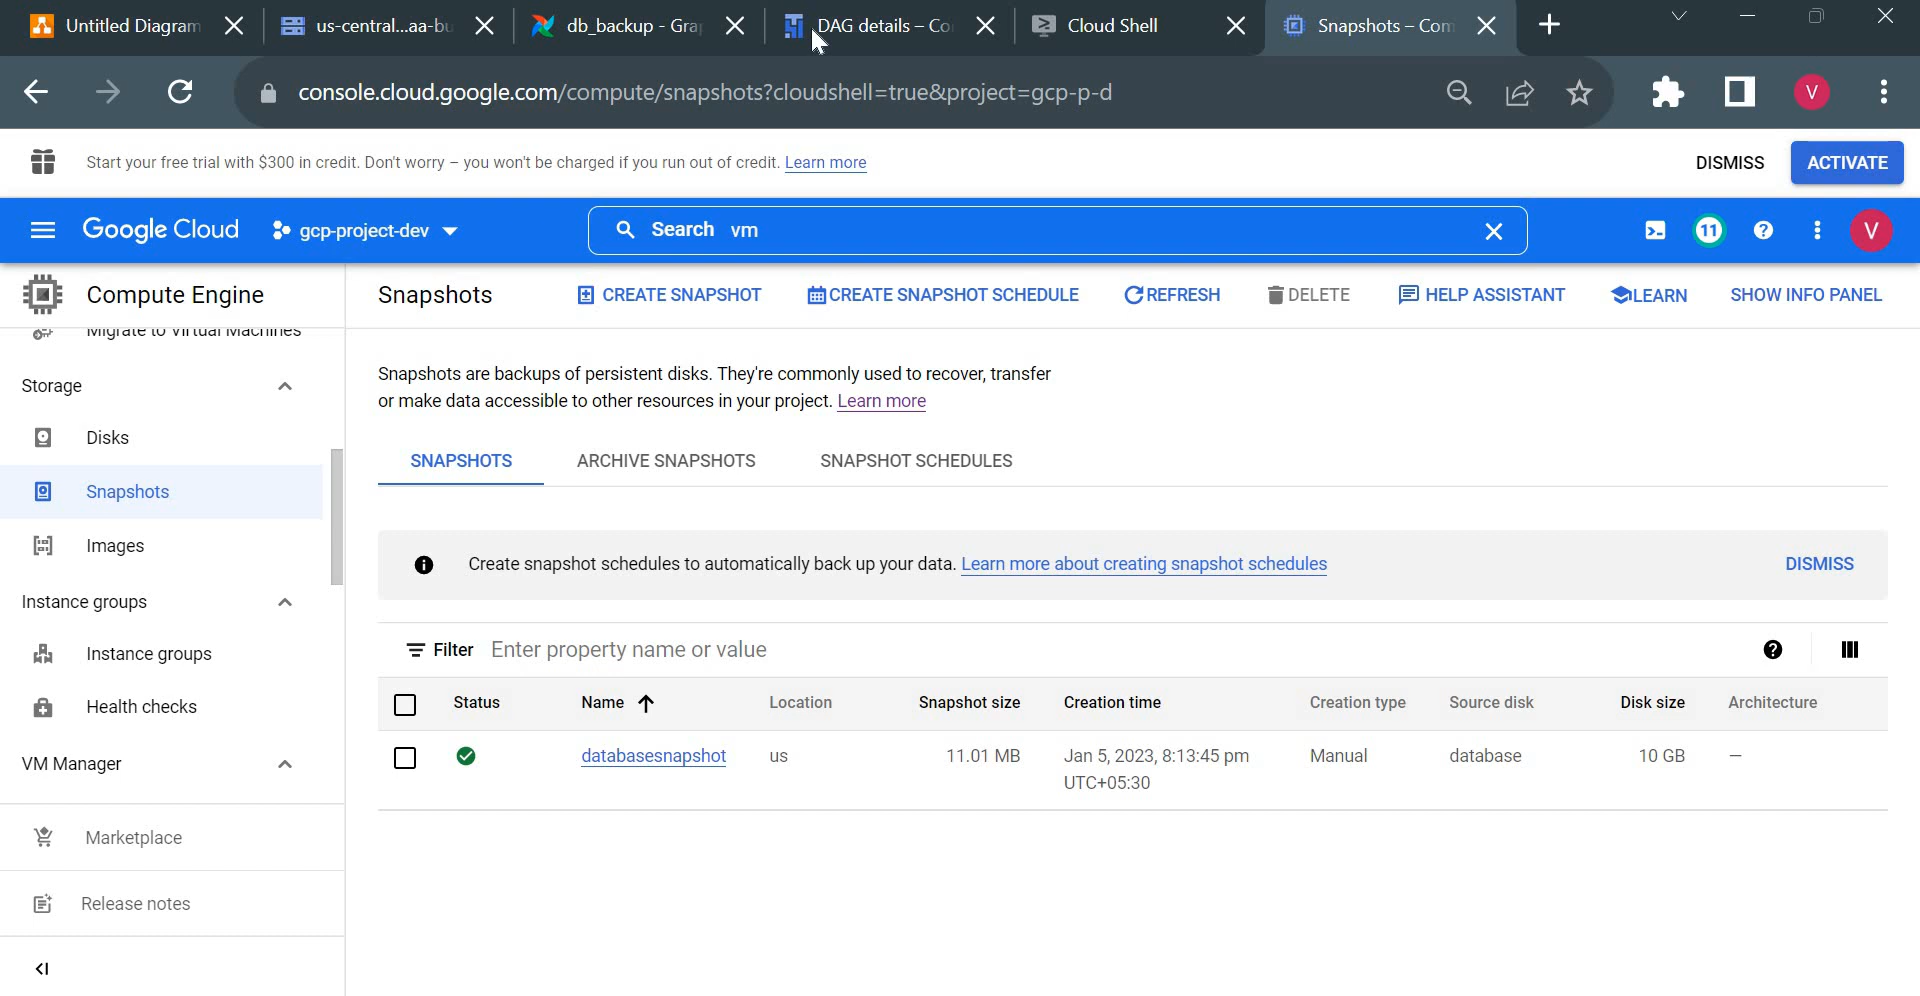 Untitled Diagram
us-central...aa-bu
db_backup - Gra
DAG details – Co
Cloud Shell
Snapshots – Com
console.cloud.google.com/compute/snapshots?cloudshell=true&project=gcp-p-d
V
Start your free trial with $300 in credit. Don't worry – you won't be charged if you run out of credit. Learn more
DISMISS
ACTIVATE
Google Cloud
gcp-project-dev
Search vm
11
V
Compute Engine
Snapshots
CREATE SNAPSHOT
CREATE SNAPSHOT SCHEDULE
REFRESH
DELETE
HELP ASSISTANT
LEARN
SHOW INFO PANEL
Migrate to Virtual Machines
Storage
Disks
Snapshots
Images
Instance groups
Instance groups
Health checks
VM Manager
Marketplace
Release notes
Snapshots are backups of persistent disks. They're commonly used to recover, transfer
or make data accessible to other resources in your project. Learn more
SNAPSHOTS
ARCHIVE SNAPSHOTS
SNAPSHOT SCHEDULES
Create snapshot schedules to automatically back up your data. Learn more about creating snapshot schedules
DISMISS
Filter Enter property name or value
Status Name Location Snapshot size Creation time Creation type Source disk Disk size Architecture
databasesnapshot us 11.01 MB Jan 5, 2023, 8:13:45 pm Manual database 10 GB –
UTC+05:30